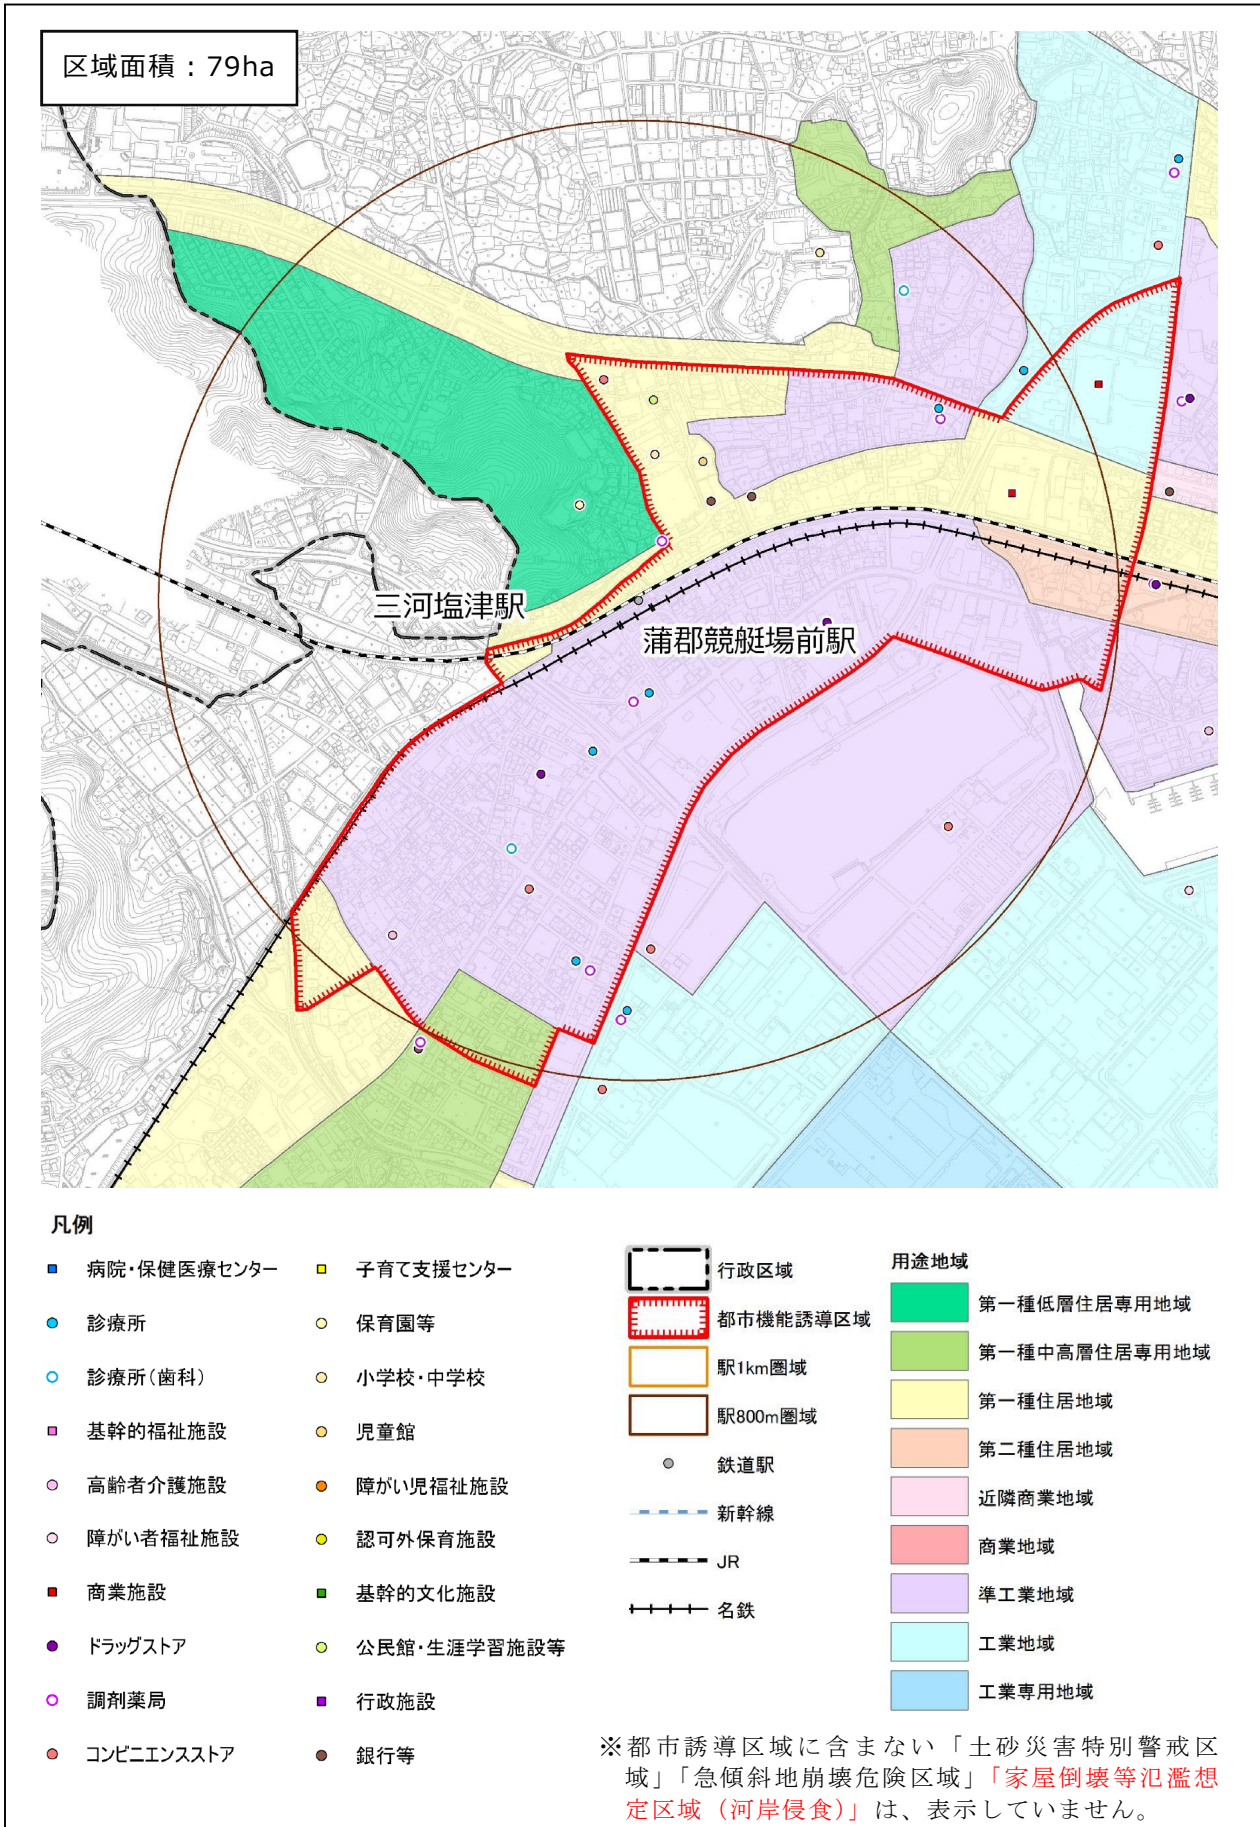 区域面積：79ha
三河塩津駅
蒲郡競艇場前駅
凡例
病院・保健医療センター
診療所
診療所（歯科）
基幹的福祉施設
高齢者介護施設
障がい者福祉施設
商業施設
ドラッグストア
調剤薬局
コンビニエンスストア
子育て支援センター
保育園等
小学校・中学校
児童館
障がい児福祉施設
認可外保育施設
基幹的文化施設
公民館・生涯学習施設等
行政施設
銀行等
行政区域
都市機能誘導区域
駅1km圏域
駅800m圏域
鉄道駅
新幹線
JR
名鉄
用途地域
第一種低層住居専用地域
第一種中高層住居専用地域
第一種住居地域
第二種住居地域
近隣商業地域
商業地域
準工業地域
工業地域
工業専用地域
※都市誘導区域に含まない「土砂災害特別警戒区
域」「急傾斜地崩壊危険区域」「家屋倒壊等氾濫想
定区域（河岸侵食）」は、表示していません。